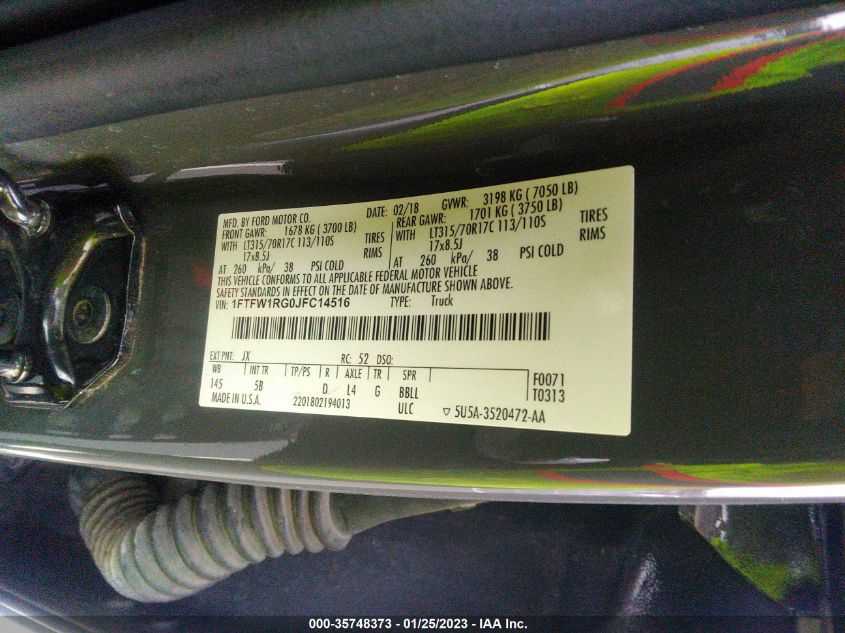 MFD. BY FORD MOTOR CO. DATE: 02/18 GVWR: 3198 KG ( 7050 LB)
FRONT GAWR: 1678 KG ( 3700 LB) REAR GAWR: 1701 KG ( 3750 LB)
WITH LT315/70R17C 113/110S TIRES WITH LT315/70R17C 113/110S TIRES
17x8.5J RIMS 17x8.5J RIMS
AT 260 kPa/ 38 PSI COLD AT 260 kPa/ 38 PSI COLD
THIS VEHICLE CONFORMS TO ALL APPLICABLE FEDERAL MOTOR VEHICLE
SAFETY STANDARDS IN EFFECT ON THE DATE OF MANUFACTURE SHOWN ABOVE.
VIN: 1FTFW1RG0JFC14516 TYPE: Truck
EXT PNT: JX RC: 52 DSO:
WB INT TR TP/PS R AXLE TR SPR F0071
145 5B D L4 G BBLL T0313
MADE IN U.S.A. 2201802194013 ULC ▽ 5U5A-3520472-AA
000-35748373 - 01/25/2023 - IAA Inc.